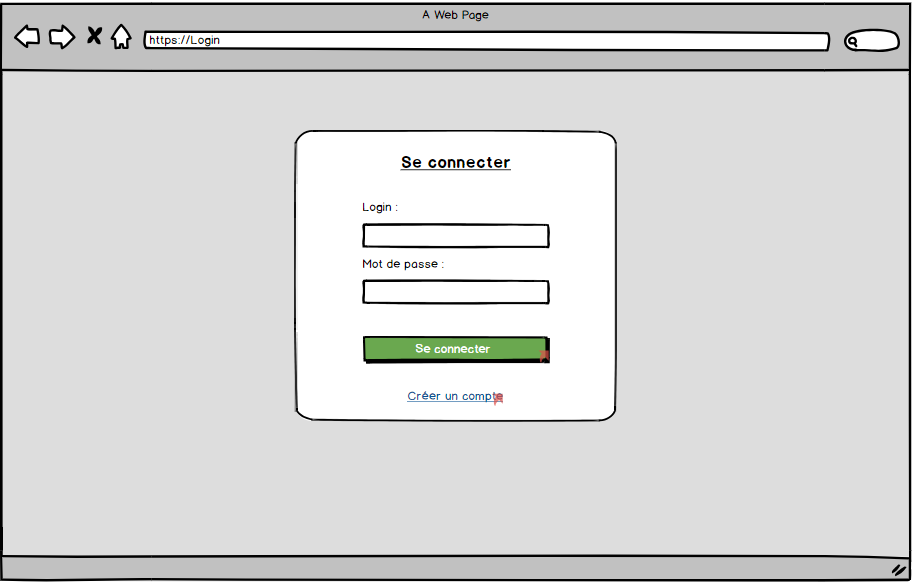 A Web Page
https://Login
Se connecter
Login :
Mot de passe :
Se connecter
Créer un compte